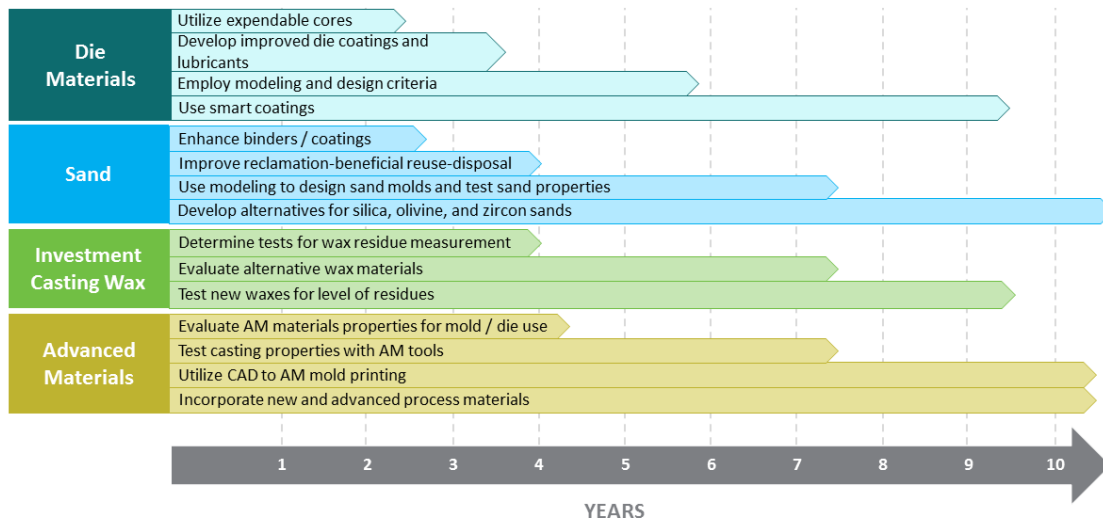 Die
Materials
Utilize expendable cores
Develop improved die coatings and
lubricants
Employ modeling and design criteria
Use smart coatings
Sand
Enhance binders / coatings
Improve reclamation-beneficial reuse-disposal
Use modeling to design sand molds and test sand properties
Develop alternatives for silica, olivine, and zircon sands
Investment
Casting Wax
Determine tests for wax residue measurement
Evaluate alternative wax materials
Test new waxes for level of residues
Advanced
Materials
Evaluate AM materials properties for mold / die use
Test casting properties with AM tools
Utilize CAD to AM mold printing
Incorporate new and advanced process materials
1 2 3 4 5 6 7 8 9 10
YEARS